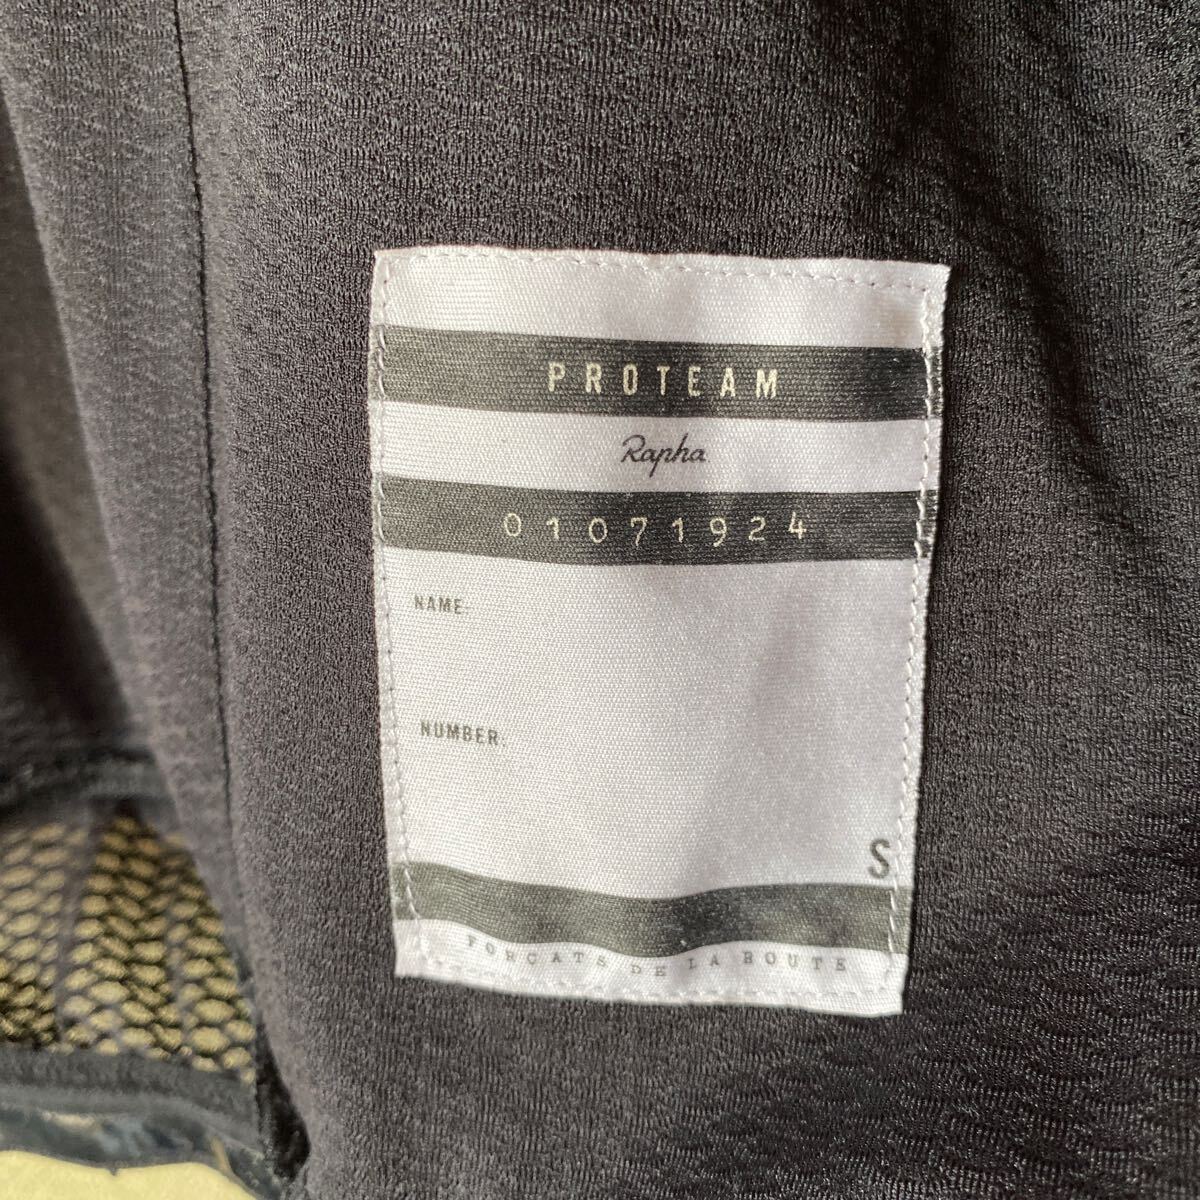 PROTEAM
Rapha
01071924
NAME:
NUMBER:
S
FORÇATS DE LA ROUTE